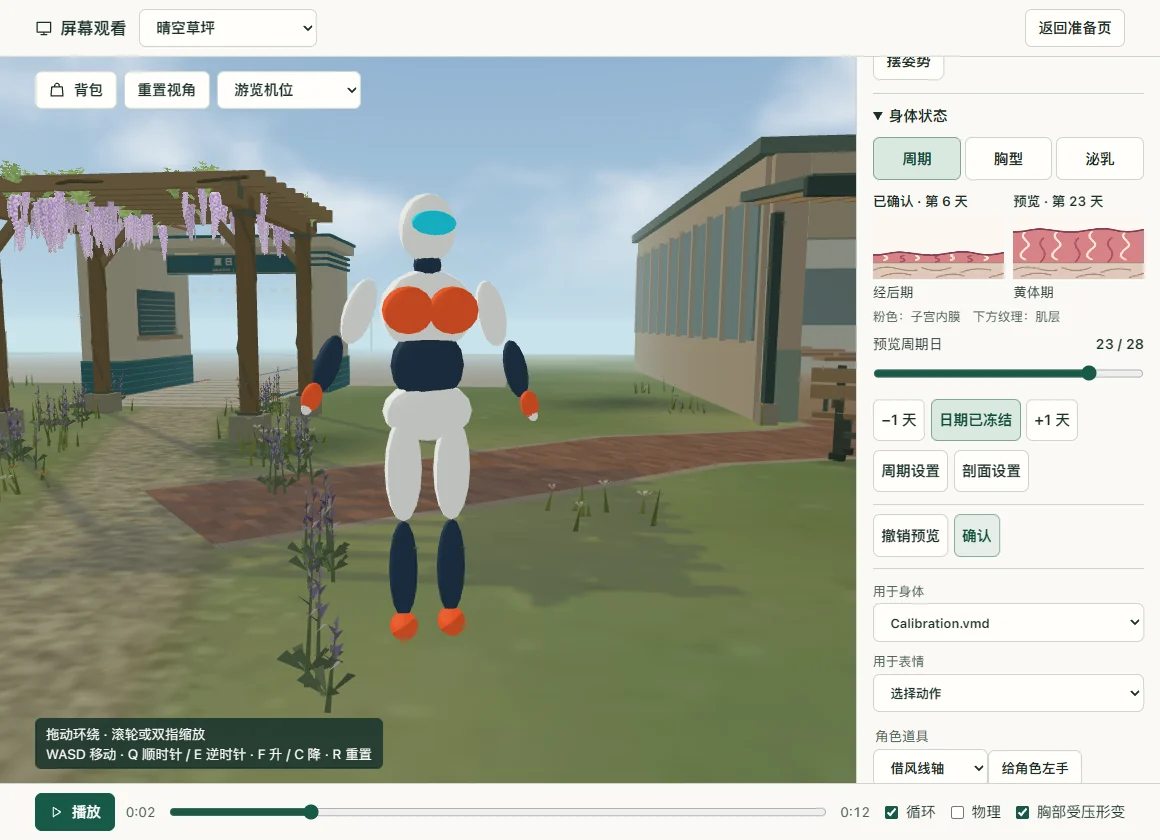 屏幕观看
晴空草坪
返回准备页
背包
重置视角
游览机位
摆姿势
▼ 身体状态
周期
胸型
泌乳
已确认 · 第 6 天
预览 · 第 23 天
经后期
黄体期
粉色：子宫内膜 下方纹理：肌层
预览周期日
23 / 28
−1 天
日期已冻结
+1 天
周期设置
剖面设置
撤销预览
确认
用于身体
Calibration.vmd
用于表情
选择动作
角色道具
借风线轴
给角色左手
拖动环绕 · 滚轮或双指缩放
WASD 移动 · Q 顺时针 / E 逆时针 · F 升 / C 降 · R 重置
播放
0:02
0:12
循环
物理
胸部受压形变